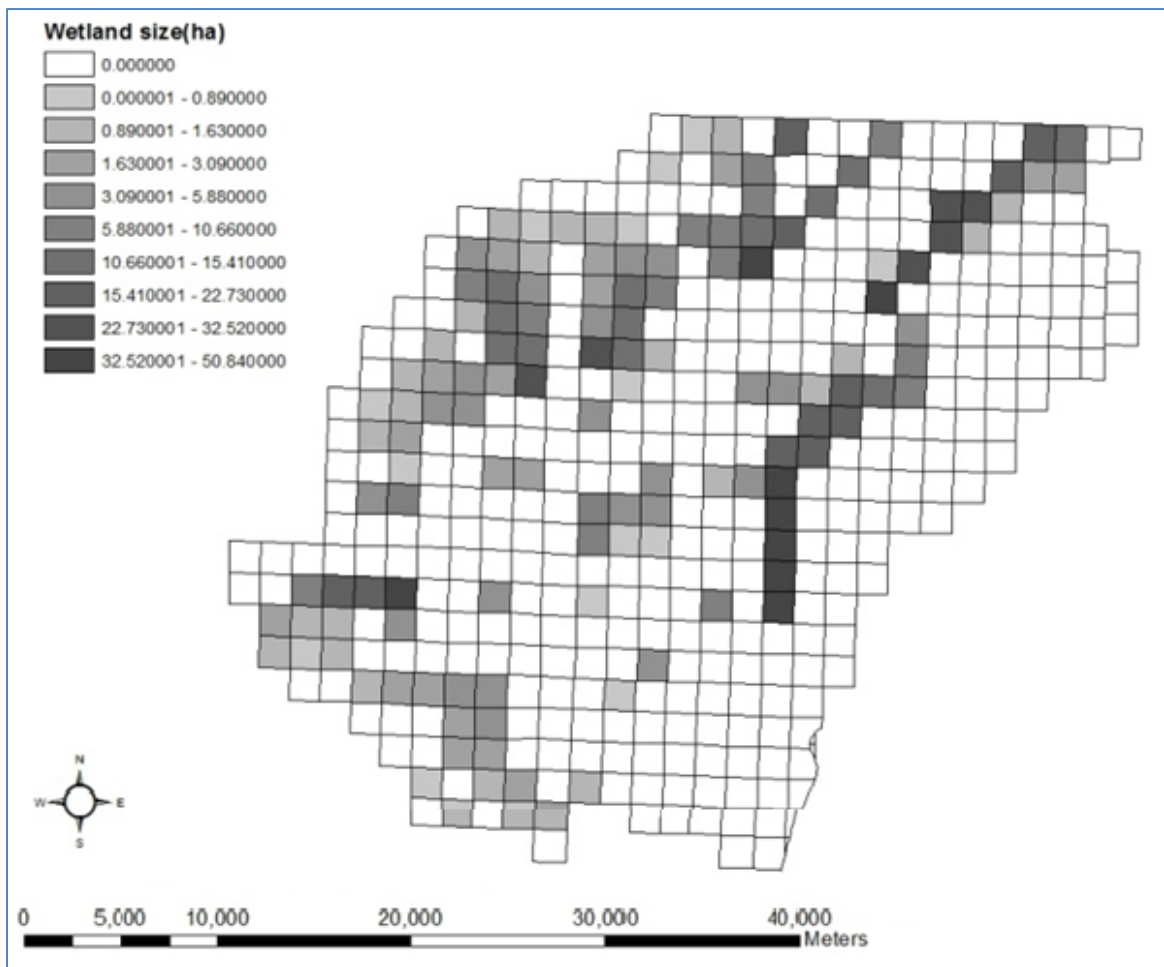 Wetland size(ha)
0.000000
0.000001 - 0.890000
0.890001 - 1.630000
1.630001 - 3.090000
3.090001 - 5.880000
5.880001 - 10.660000
10.660001 - 15.410000
15.410001 - 22.730000
22.730001 - 32.520000
32.520001 - 50.840000
N
W E
S
0 5,000 10,000 20,000 30,000 40,000
Meters